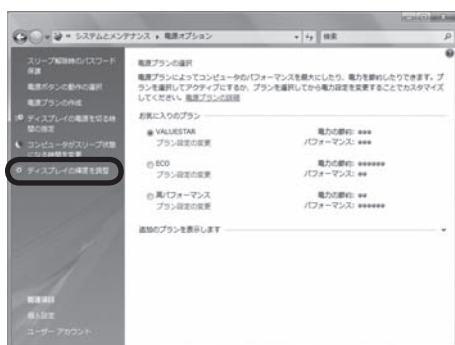 システムとメンテナンス ▸ 電源オプション
検索
スリープ解除時のパスワード
保護
電源ボタンの動作の選択
電源プランの作成
ディスプレイの電源を切る時
間の指定
コンピュータがスリープ状態
になる時間を変更
ディスプレイの輝度を調整
関連項目
個人設定
ユーザー アカウント
電源プランの選択
電源プランによってコンピュータのパフォーマンスを最大にしたり、電力を節約したりできます。プ
ランを選択してアクティブにするか、プランを選択してから電力設定を変更することでカスタマイズ
してください。電源プランの詳細
お気に入りのプラン
VALUESTAR 電力の節約:
プラン設定の変更 パフォーマンス:
ECO 電力の節約:
プラン設定の変更 パフォーマンス:
高パフォーマンス 電力の節約:
プラン設定の変更 パフォーマンス:
追加のプランを表示します